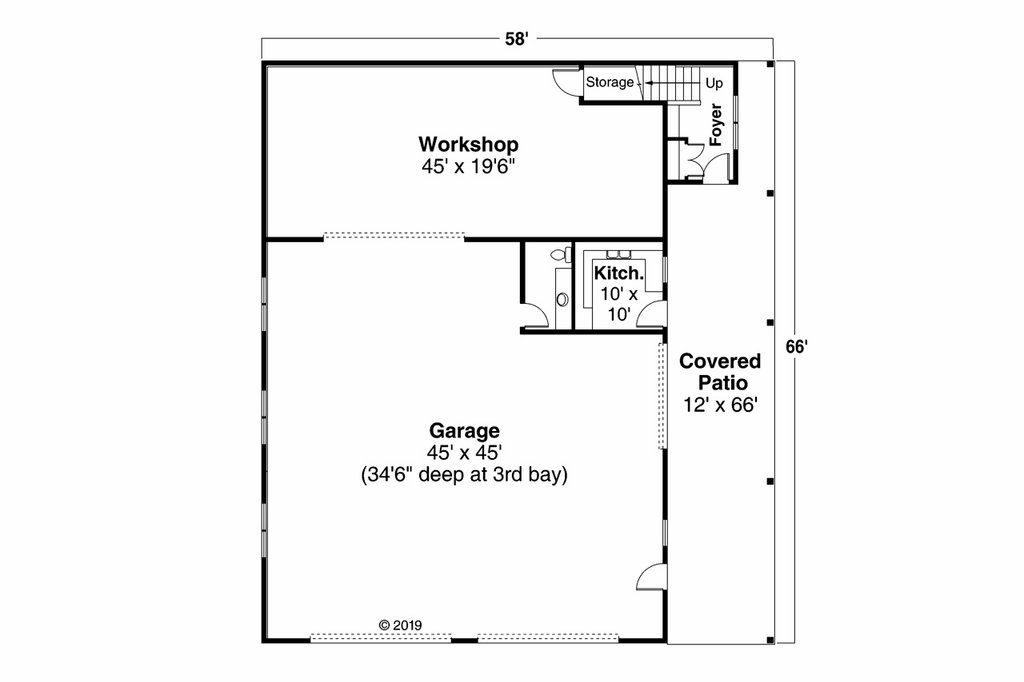 58'
Storage
Up
Foyer
Workshop
45' x 19'6"
Kitch.
10' x
10'
66'
Covered
Patio
12' x 66'
Garage
45' x 45'
(34'6" deep at 3rd bay)
© 2019